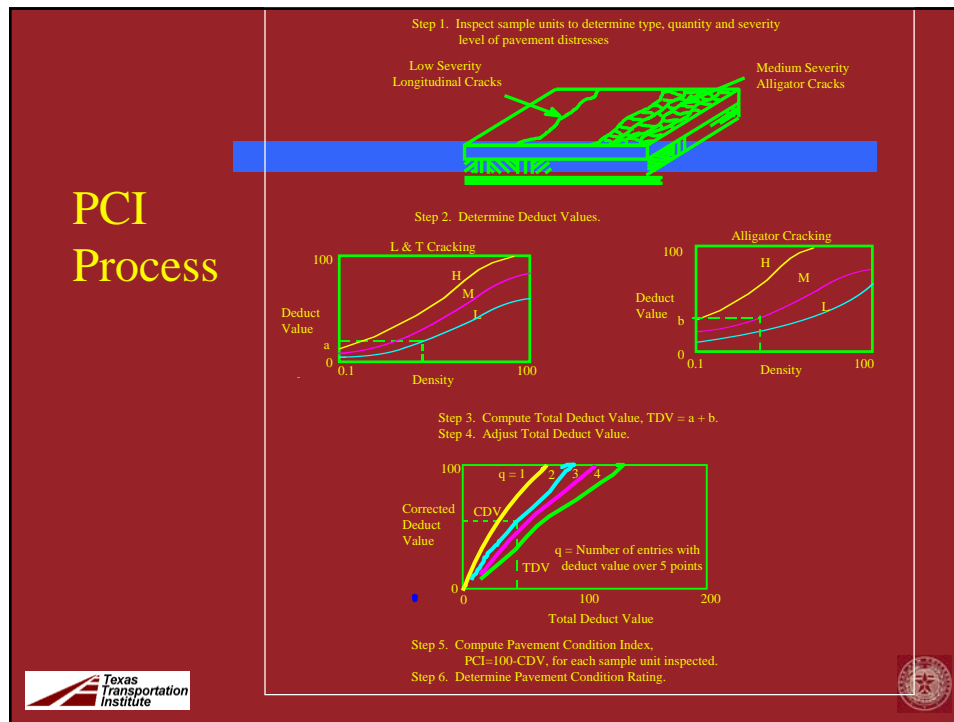 PCI
Process
Step 1. Inspect sample units to determine type, quantity and severity
level of pavement distresses
Low Severity
Longitudinal Cracks
Medium Severity
Alligator Cracks
Step 2. Determine Deduct Values.
L & T Cracking
100
H
M
L
Deduct
Value
a
0
0.1
100
Density
Alligator Cracking
100
H
M
L
Deduct
Value
b
0
0.1
100
Density
Step 3. Compute Total Deduct Value, TDV = a + b.
Step 4. Adjust Total Deduct Value.
100
q = 1 2 3 4
Corrected
Deduct
Value
CDV
TDV
q = Number of entries with
deduct value over 5 points
0
0
100
200
Total Deduct Value
Step 5. Compute Pavement Condition Index,
PCI=100-CDV, for each sample unit inspected.
Step 6. Determine Pavement Condition Rating.
Texas
Transportation
Institute